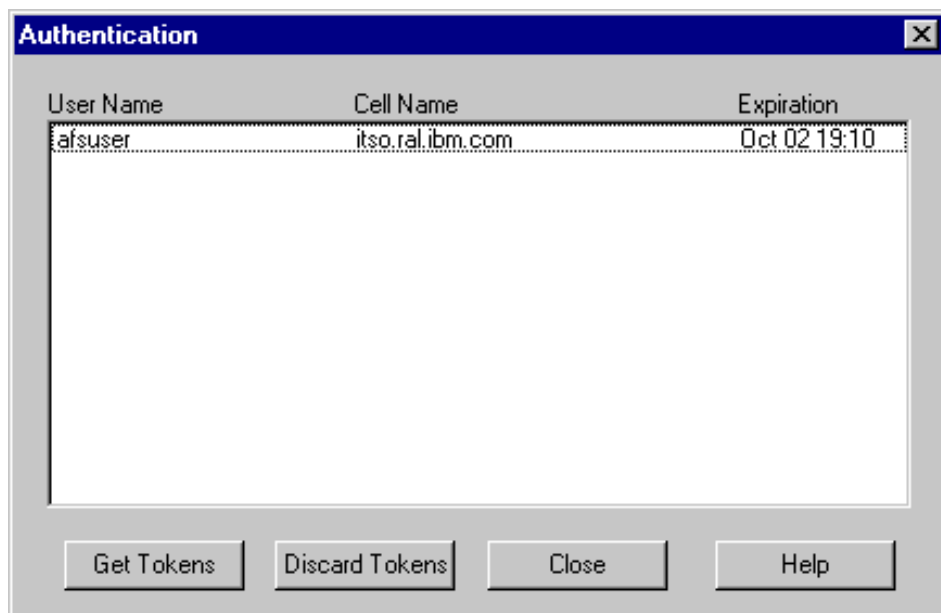 Authentication
User Name Cell Name Expiration
afsuser itso.ral.ibm.com Oct 02 19:10
Get Tokens Discard Tokens Close Help